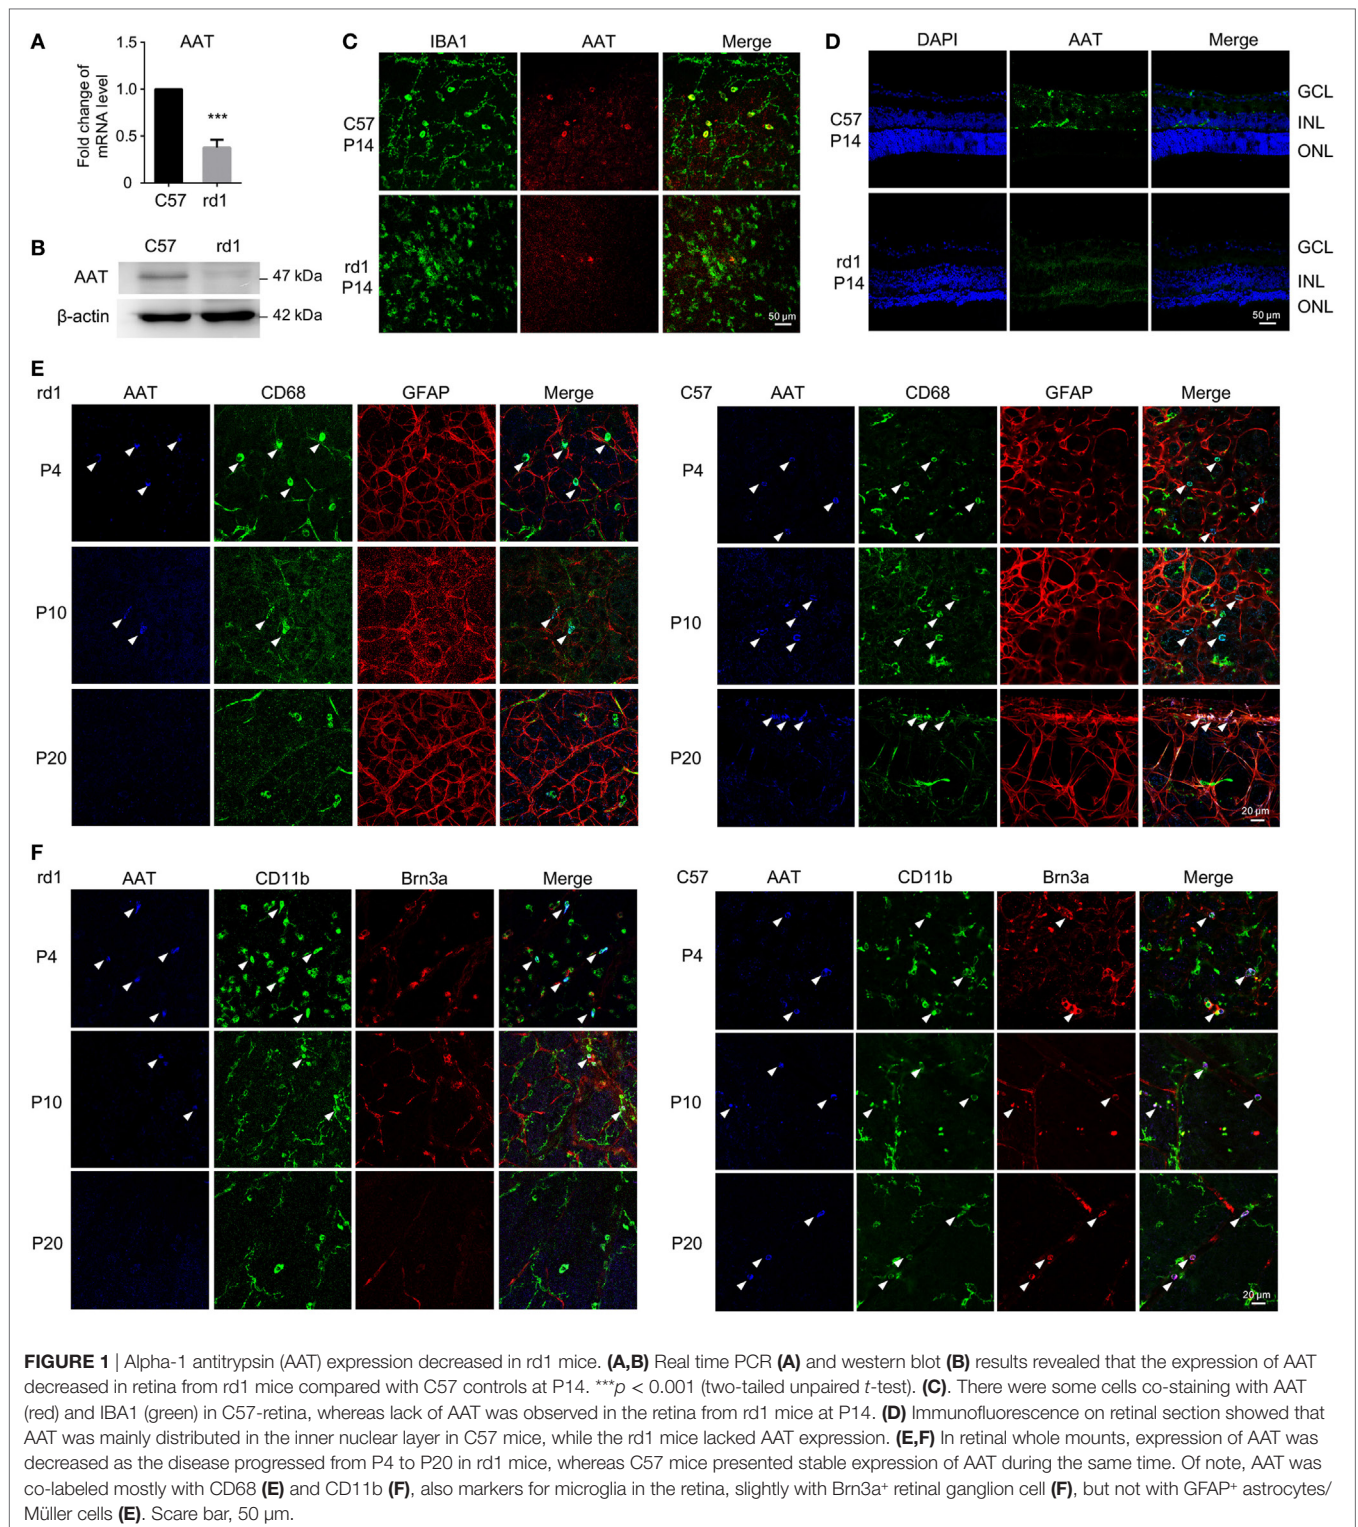 A
AAT
Fold change of
mRNA level
1.5
1.0
0.5
0
***
C57 rd1
B
C57 rd1
AAT
47 kDa
β-actin
42 kDa
C
IBA1 AAT Merge
C57
P14
rd1
P14
50 µm
D
DAPI AAT Merge
C57
P14
GCL
INL
ONL
rd1
P14
GCL
INL
ONL
50 µm
E
rd1 AAT CD68 GFAP Merge
P4
P10
P20
C57 AAT CD68 GFAP Merge
P4
P10
P20
20 µm
F
rd1 AAT CD11b Brn3a Merge
P4
P10
P20
C57 AAT CD11b Brn3a Merge
P4
P10
P20
20 µm
FIGURE 1 | Alpha-1 antitrypsin (AAT) expression decreased in rd1 mice. (A,B) Real time PCR (A) and western blot (B) results revealed that the expression of AAT
decreased in retina from rd1 mice compared with C57 controls at P14. ***p < 0.001 (two-tailed unpaired t-test). (C). There were some cells co-staining with AAT
(red) and IBA1 (green) in C57-retina, whereas lack of AAT was observed in the retina from rd1 mice at P14. (D) Immunofluorescence on retinal section showed that
AAT was mainly distributed in the inner nuclear layer in C57 mice, while the rd1 mice lacked AAT expression. (E,F) In retinal whole mounts, expression of AAT was
decreased as the disease progressed from P4 to P20 in rd1 mice, whereas C57 mice presented stable expression of AAT during the same time. Of note, AAT was
co-labeled mostly with CD68 (E) and CD11b (F), also markers for microglia in the retina, slightly with Brn3a⁺ retinal ganglion cell (F), but not with GFAP⁺ astrocytes/
Müller cells (E). Scare bar, 50 µm.